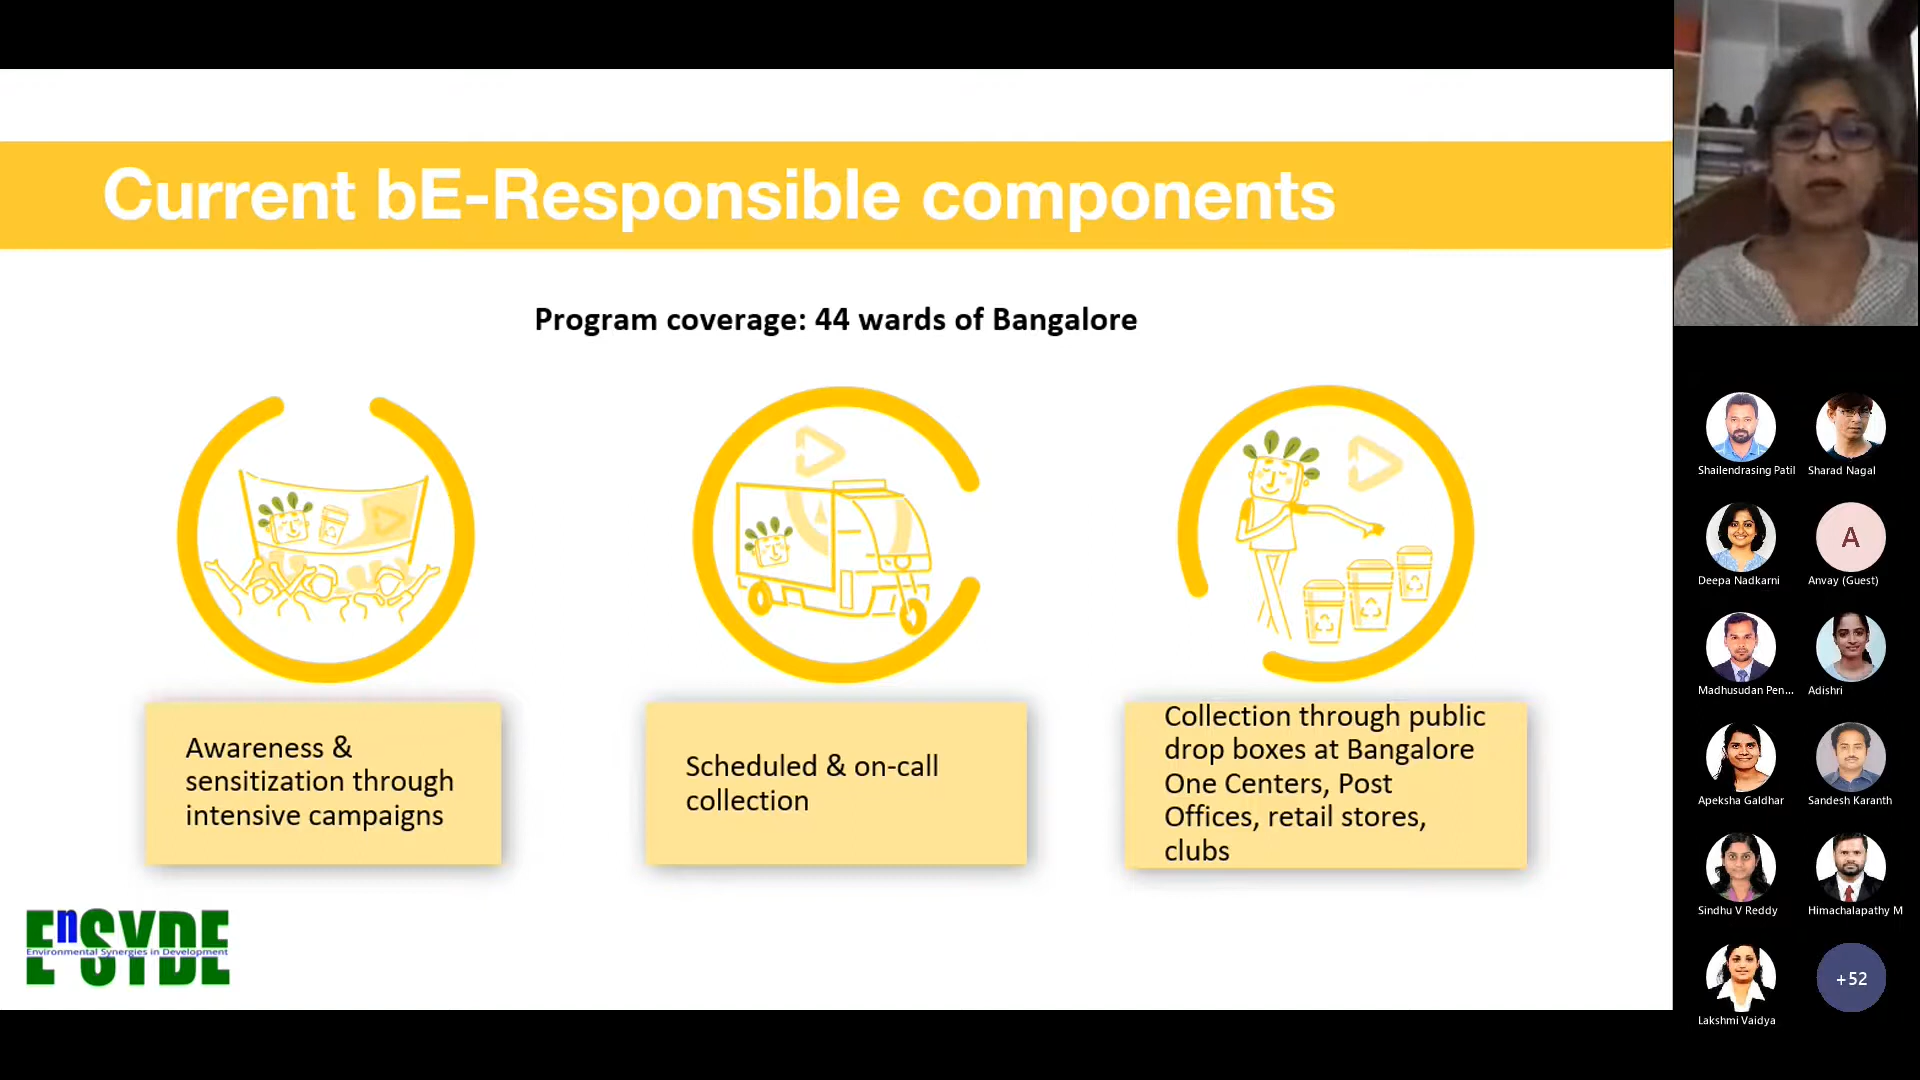 Current bE-Responsible components
Program coverage: 44 wards of Bangalore
Awareness &
sensitization through
intensive campaigns
Scheduled & on-call
collection
Collection through public
drop boxes at Bangalore
One Centers, Post
Offices, retail stores,
clubs
EnSYDE
Environmental Synergies in Development
Shailendrasing Patil
Sharad Nagal
Deepa Nadkarni
A
Anvay (Guest)
Madhusudan Pen...
Adishri
Apeksha Galdhar
Sandesh Karanth
Sindhu V Reddy
Himachalapathy M
Lakshmi Vaidya
+52